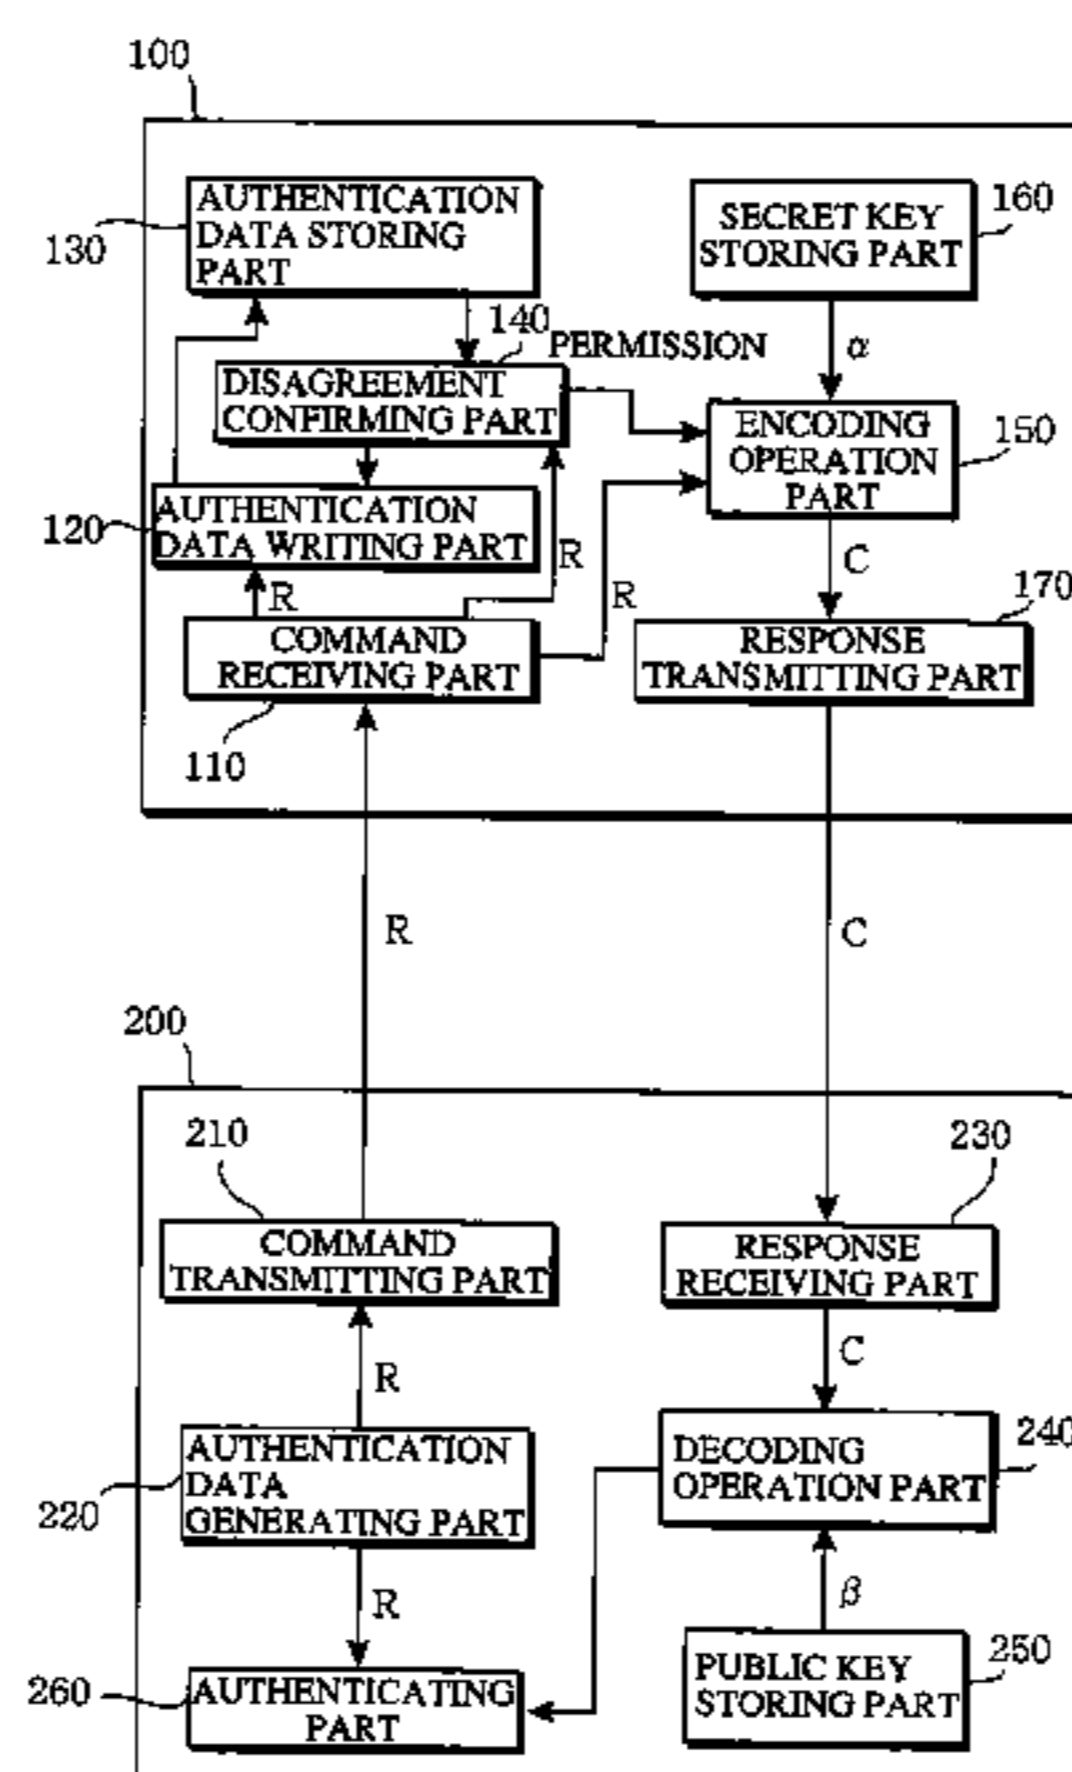 100
AUTHENTICATION
DATA STORING
PART
130
SECRET KEY
STORING PART
160
140
PERMISSION
α
DISAGREEMENT
CONFIRMING PART
ENCODING
OPERATION
PART
150
AUTHENTICATION
DATA WRITING PART
120
R
R
R
C
170
COMMAND
RECEIVING PART
RESPONSE
TRANSMITTING PART
110
R
C
200
210
230
COMMAND
TRANSMITTING PART
RESPONSE
RECEIVING PART
R
C
AUTHENTICATION
DATA
GENERATING PART
220
DECODING
OPERATION PART
240
R
β
260
AUTHENTICATING
PART
PUBLIC KEY
STORING PART
250